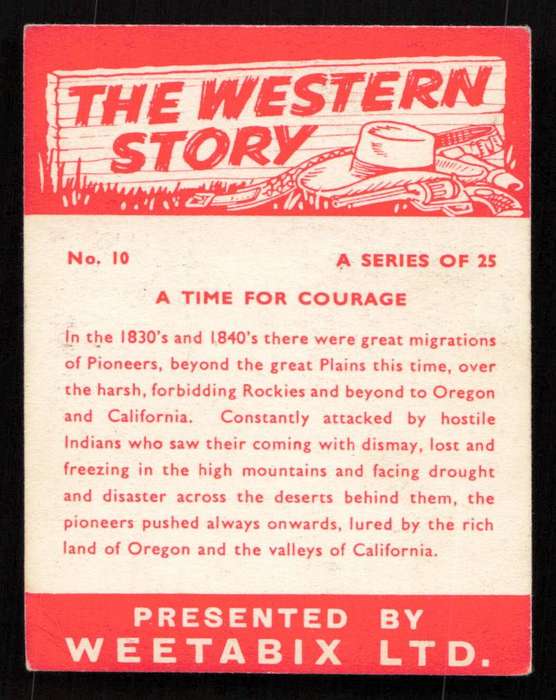 THE WESTERN
STORY
No. 10 A SERIES OF 25
A TIME FOR COURAGE
In the 1830's and 1840's there were great migrations
of Pioneers, beyond the great Plains this time, over
the harsh, forbidding Rockies and beyond to Oregon
and California. Constantly attacked by hostile
Indians who saw their coming with dismay, lost and
freezing in the high mountains and facing drought
and disaster across the deserts behind them, the
pioneers pushed always onwards, lured by the rich
land of Oregon and the valleys of California.
PRESENTED BY
WEETABIX LTD.